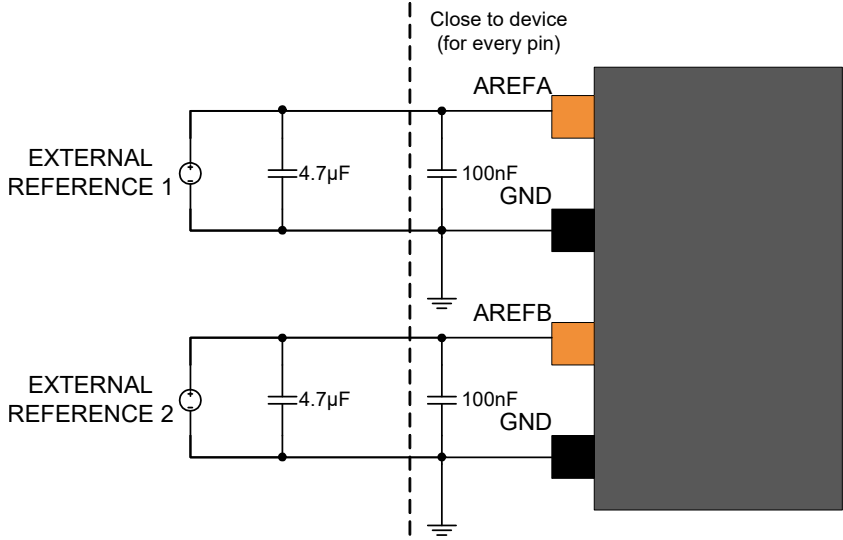 Close to device
(for every pin)
AREFA
EXTERNAL
REFERENCE 1
4.7µF
100nF
GND
AREFB
EXTERNAL
REFERENCE 2
4.7µF
100nF
GND